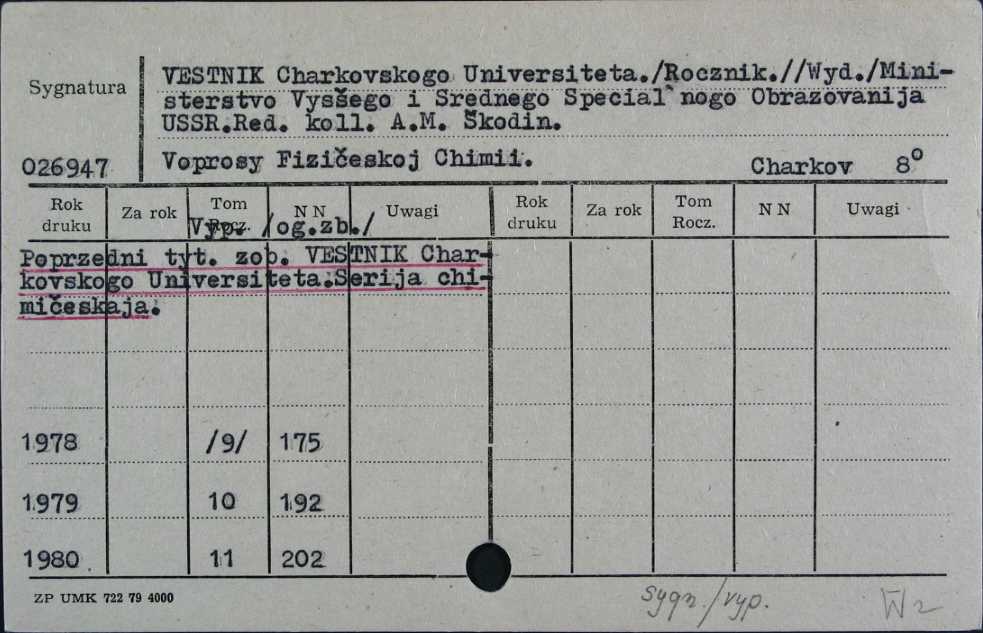 Sygnatura
026947
VESTNIK Charkovskogo Universiteta./Rocznik.//Wyd./Mini-
sterstvo Vysšego i Srednego Special`nogo Obrazovanija
USSR.Red. koll. A.M. Škodin.
Voprosy Fizičeskoj Chimii.
Charkov 8º
Rok druku Za rok Tom Rocz. N N Uwagi Rok druku Za rok Tom Rocz. N N Uwagi
Vyp. /og.zb./
Poprzedni tyt. zob. VESTNIK Char-
kovskogo Universiteta.Serija chi-
mičeskaja.
1978 /9/ 175
1979 10 192
1980 11 202
ZP UMK 722 79 4000
sygn./vyp.